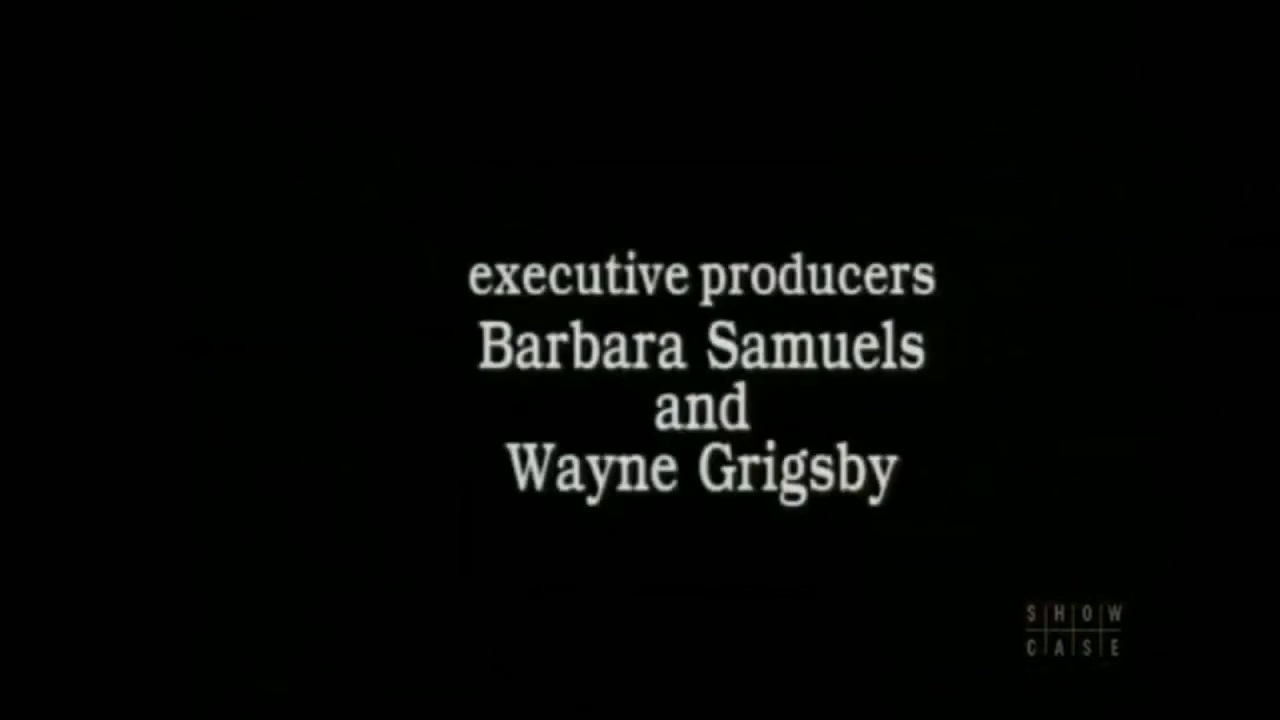 executive producers
Barbara Samuels
and
Wayne Grigsby
SHOW
CASE